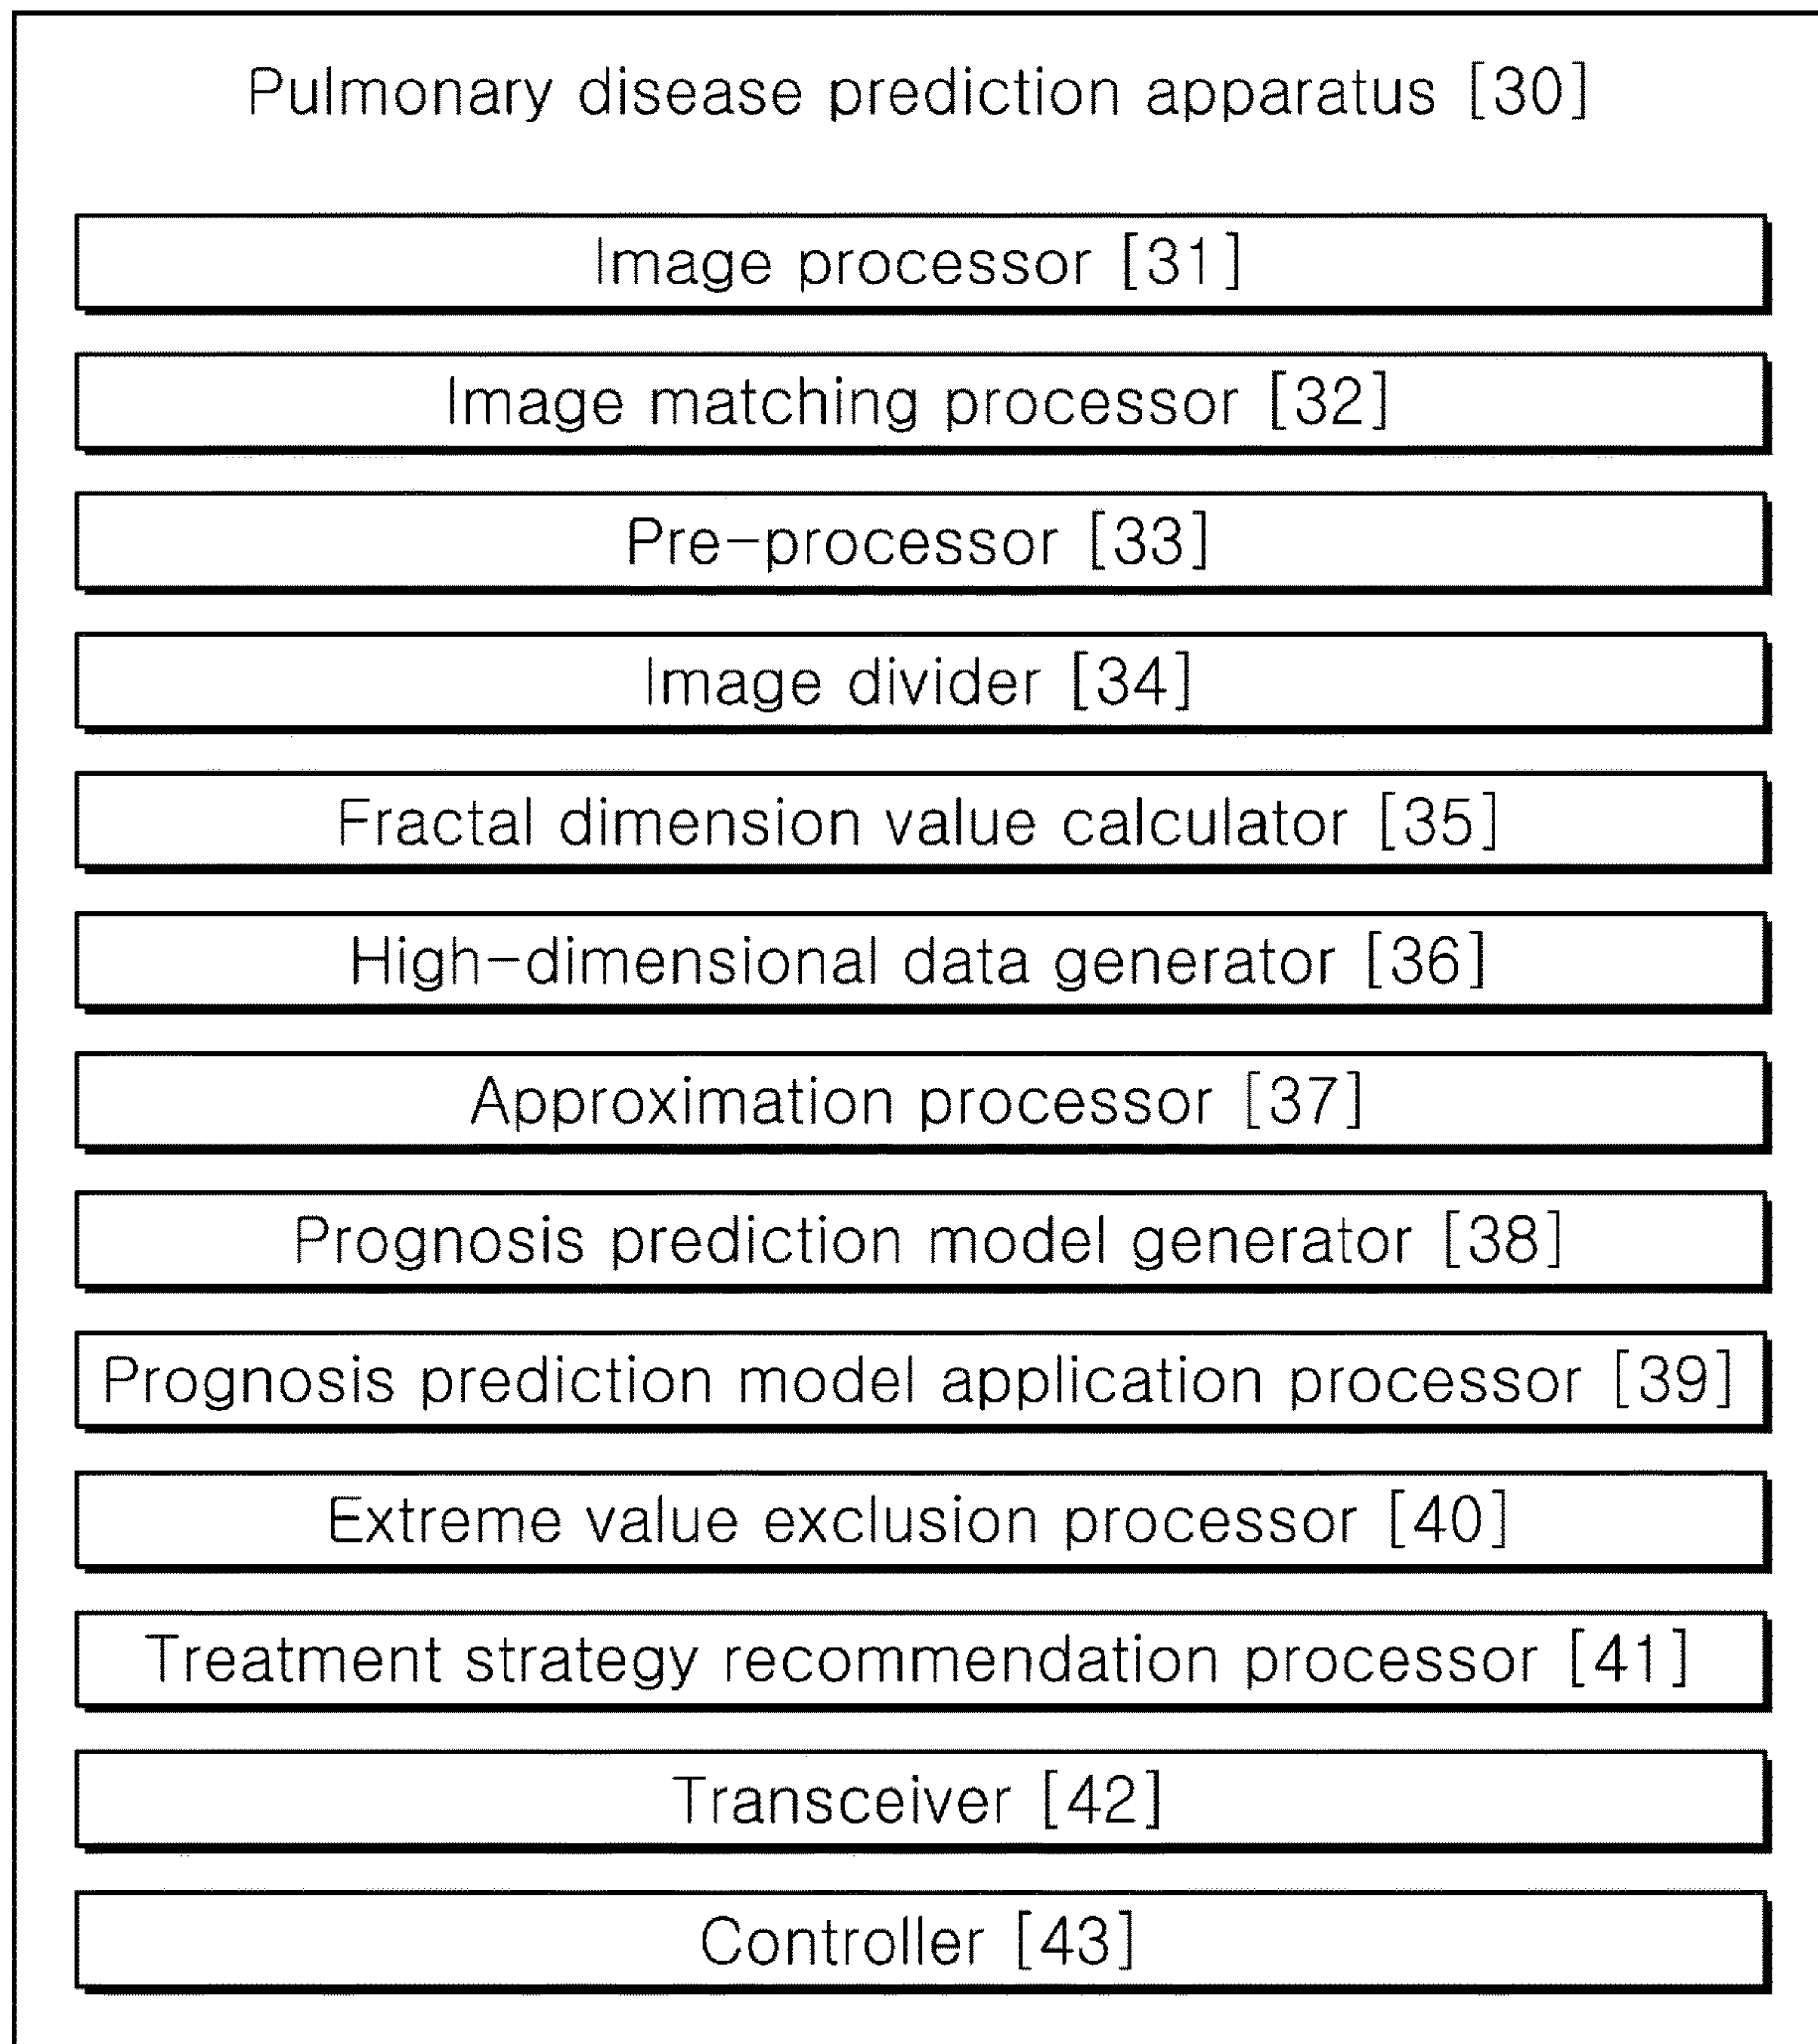 Pulmonary disease prediction apparatus [30]
Image processor [31]
Image matching processor [32]
Pre-processor [33]
Image divider [34]
Fractal dimension value calculator [35]
High-dimensional data generator [36]
Approximation processor [37]
Prognosis prediction model generator [38]
Prognosis prediction model application processor [39]
Extreme value exclusion processor [40]
Treatment strategy recommendation processor [41]
Transceiver [42]
Controller [43]